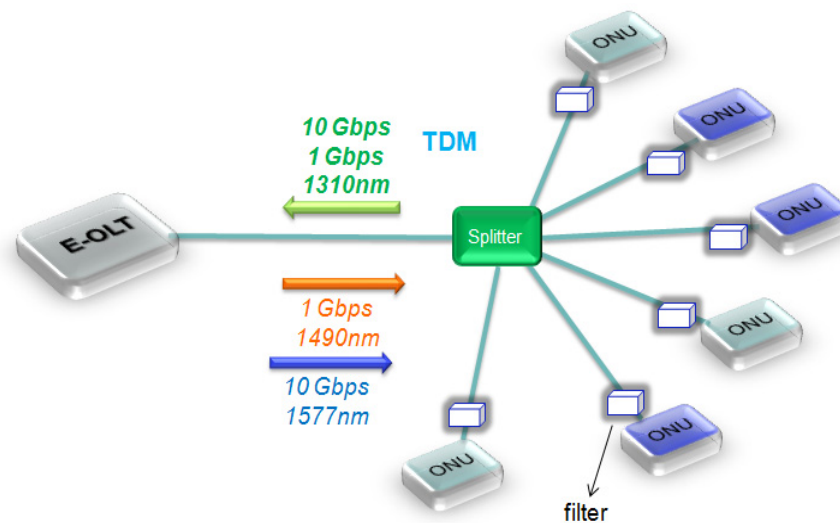 ONU
10 Gbps
1 Gbps
1310nm
TDM
ONU
E-OLT
Splitter
ONU
1 Gbps
1490nm
ONU
10 Gbps
1577nm
ONU
ONU
filter